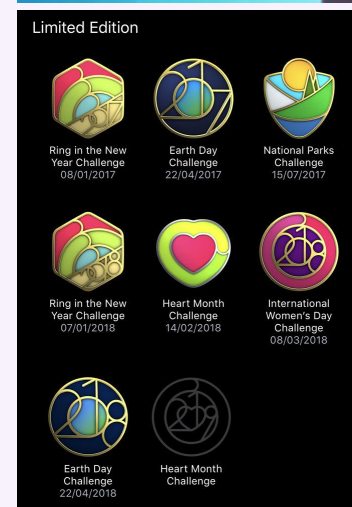 Limited Edition
Ring in the New
Year Challenge
08/01/2017
Earth Day
Challenge
22/04/2017
National Parks
Challenge
15/07/2017
Ring in the New
Year Challenge
07/01/2018
Heart Month
Challenge
14/02/2018
International
Women's Day
Challenge
08/03/2018
Earth Day
Challenge
22/04/2018
Heart Month
Challenge